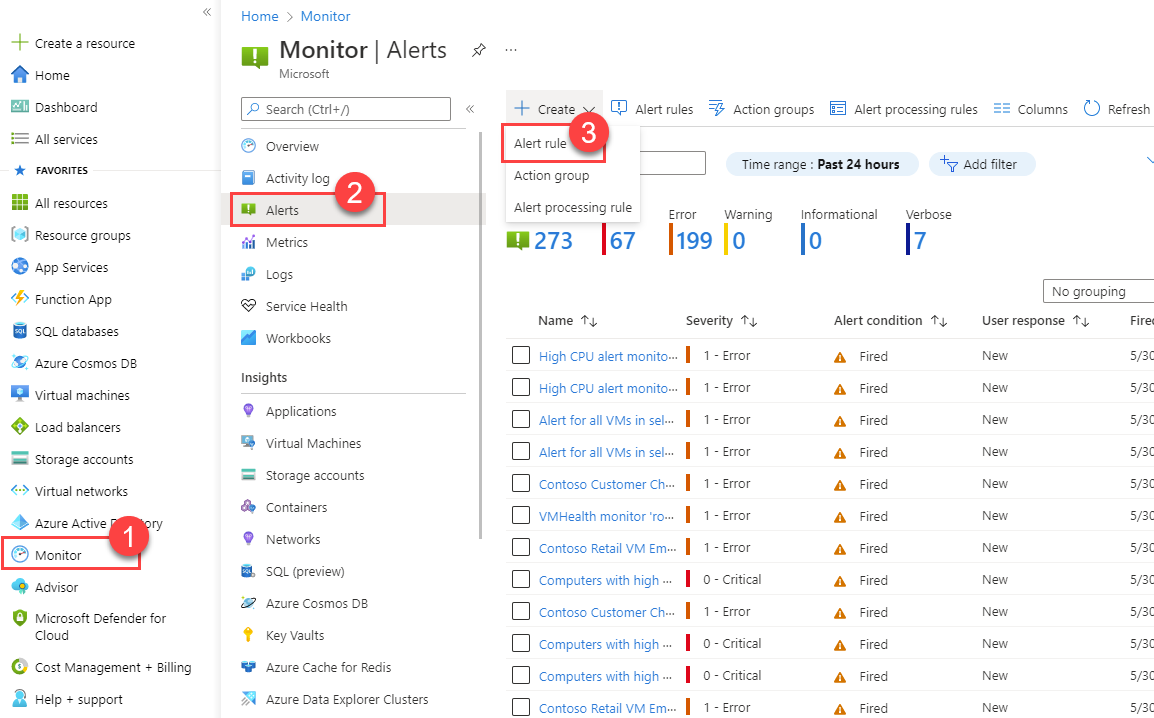 «
Create a resource
Home
Dashboard
All services
FAVORITES
All resources
Resource groups
App Services
Function App
SQL databases
Azure Cosmos DB
Virtual machines
Load balancers
Storage accounts
Virtual networks
Azure Active
1
Monitor
Advisor
Microsoft Defender for
Cloud
Cost Management + Billing
Help + support
Home > Monitor
Monitor | Alerts
...
Microsoft
Search (Ctrl+/)
«
Overview
Activity log
2
Alerts
Metrics
Logs
Service Health
Workbooks
Insights
Applications
Virtual Machines
Storage accounts
Containers
Networks
SQL (preview)
Azure Cosmos DB
Key Vaults
Azure Cache for Redis
Azure Data Explorer Clusters
Create Alert rules Action groups Alert processing rules Columns Refresh
Alert rule
3
Action group
Alert processing rule
Time range : Past 24 hours Add filter
Error Warning Informational Verbose
273 67 199 0 0 7
No grouping
Name ↑↓ Severity ↑↓ Alert condition ↑↓ User response ↑↓
High CPU alert monito... 1 - Error Fired New 5/30
High CPU alert monito... 1 - Error Fired New 5/30
Alert for all VMs in sel... 1 - Error Fired New 5/30
Alert for all VMs in sel... 1 - Error Fired New 5/30
Contoso Customer Ch... 1 - Error Fired New 5/30
VMHealth monitor 'ro... 1 - Error Fired New 5/30
Contoso Retail VM Em... 1 - Error Fired New 5/30
Computers with high ... 0 - Critical Fired New 5/30
Contoso Customer Ch... 1 - Error Fired New 5/30
Computers with high ... 0 - Critical Fired New 5/30
Computers with high ... 0 - Critical Fired New 5/30
Contoso Retail VM Em... 1 - Error Fired New 5/30